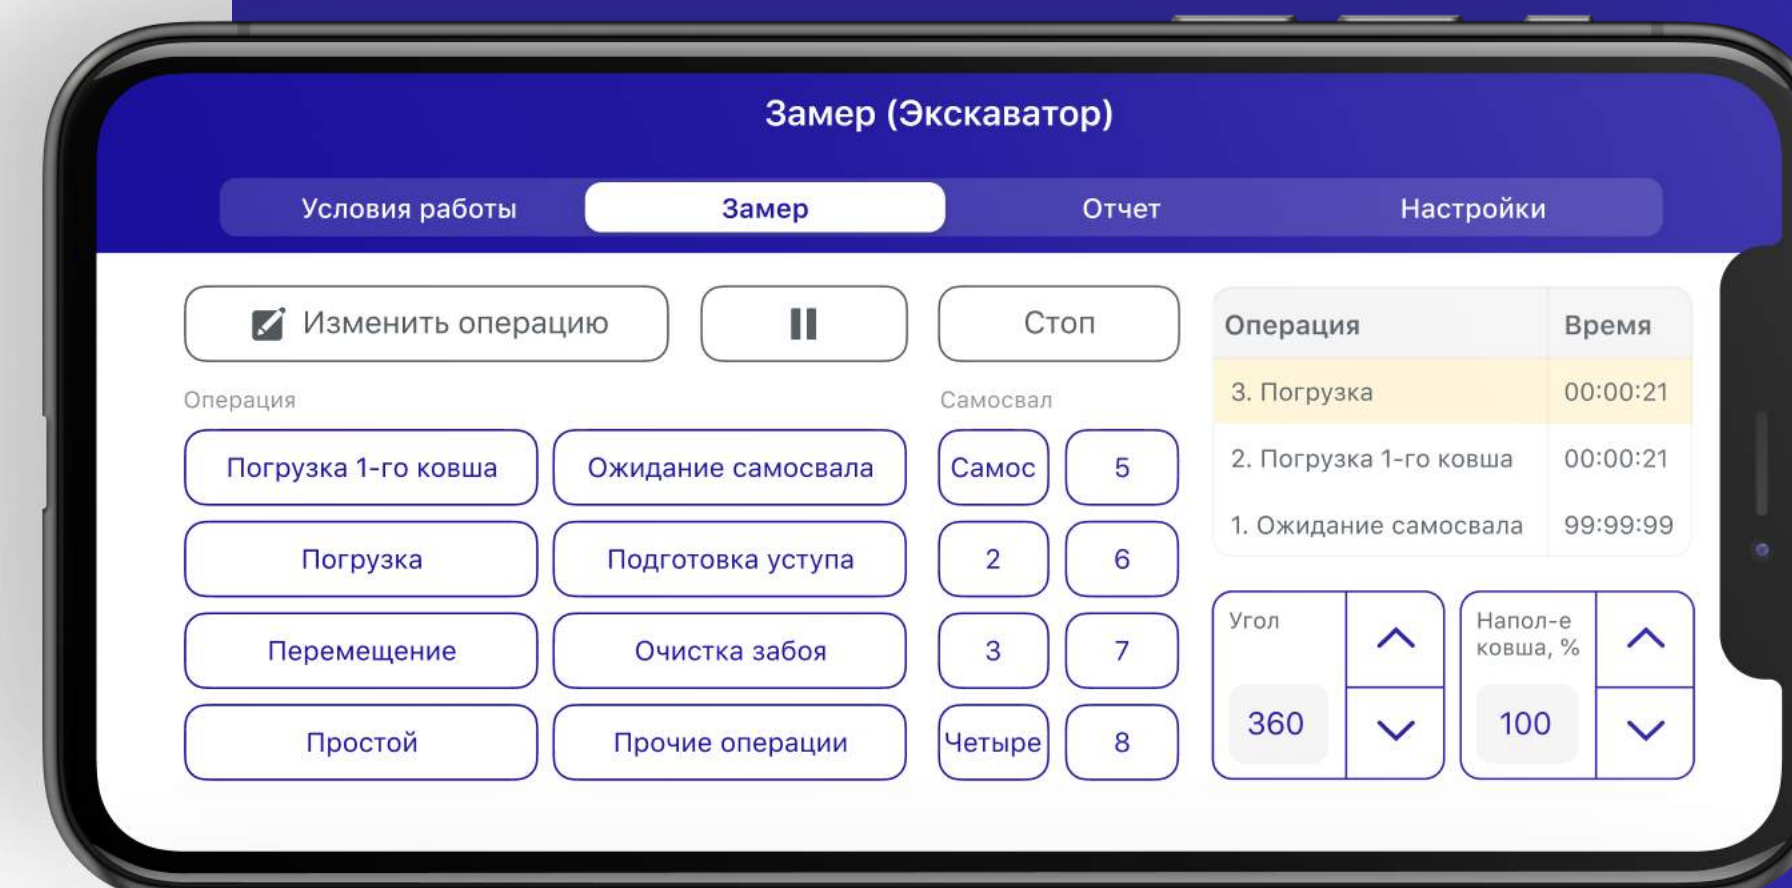 Замер (Экскаватор)
Условия работы
Замер
Отчет
Настройки
Изменить операцию
Стоп
Операция
Самосвал
Погрузка 1-го ковша
Ожидание самосвала
Самос
5
Погрузка
Подготовка уступа
2
6
Перемещение
Очистка забоя
3
7
Простой
Прочие операции
Четыре
8
Операция
Время
3. Погрузка
00:00:21
2. Погрузка 1-го ковша
00:00:21
1. Ожидание самосвала
99:99:99
Угол
360
Напол-е
ковша, %
100